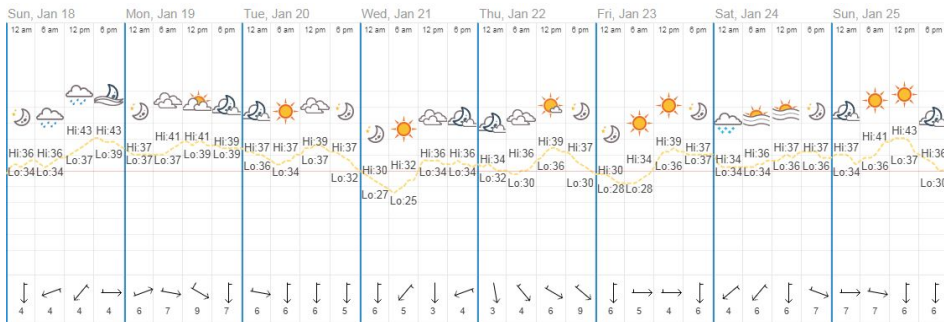 Sun, Jan 18 Mon, Jan 19 Tue, Jan 20 Wed, Jan 21 Thu, Jan 22 Fri, Jan 23 Sat, Jan 24 Sun, Jan 25
12 am 6 am 12 pm 6 pm 12 am 6 am 12 pm 6 pm 12 am 6 am 12 pm 6 pm 12 am 6 am 12 pm 6 pm 12 am 6 am 12 pm 6 pm 12 am 6 am 12 pm 6 pm 12 am 6 am 12 pm 6 pm 12 am 6 am 12 pm 6 pm
Hi:36 Hi:36 Hi:43 Hi:43 Hi:37 Hi:41 Hi:41 Hi:39 Hi:37 Hi:37 Hi:39 Hi:37 Hi:30 Hi:32 Hi:36 Hi:36 Hi:34 Hi:36 Hi:39 Hi:37 Hi:30 Hi:34 Hi:39 Hi:37 Hi:34 Hi:36 Hi:37 Hi:37 Hi:37 Hi:41 Hi:43 Hi:36
Lo:34 Lo:34 Lo:37 Lo:39 Lo:37 Lo:37 Lo:39 Lo:39 Lo:36 Lo:34 Lo:37 Lo:32 Lo:27 Lo:25 Lo:34 Lo:34 Lo:32 Lo:30 Lo:36 Lo:30 Lo:28 Lo:28 Lo:36 Lo:37 Lo:34 Lo:34 Lo:36 Lo:36 Lo:36 Lo:36 Lo:37 Lo:30
4 4 4 4 6 7 9 7 6 6 6 5 5 5 3 4 3 4 6 9 6 5 4 6 4 6 6 7 7 7 6 6